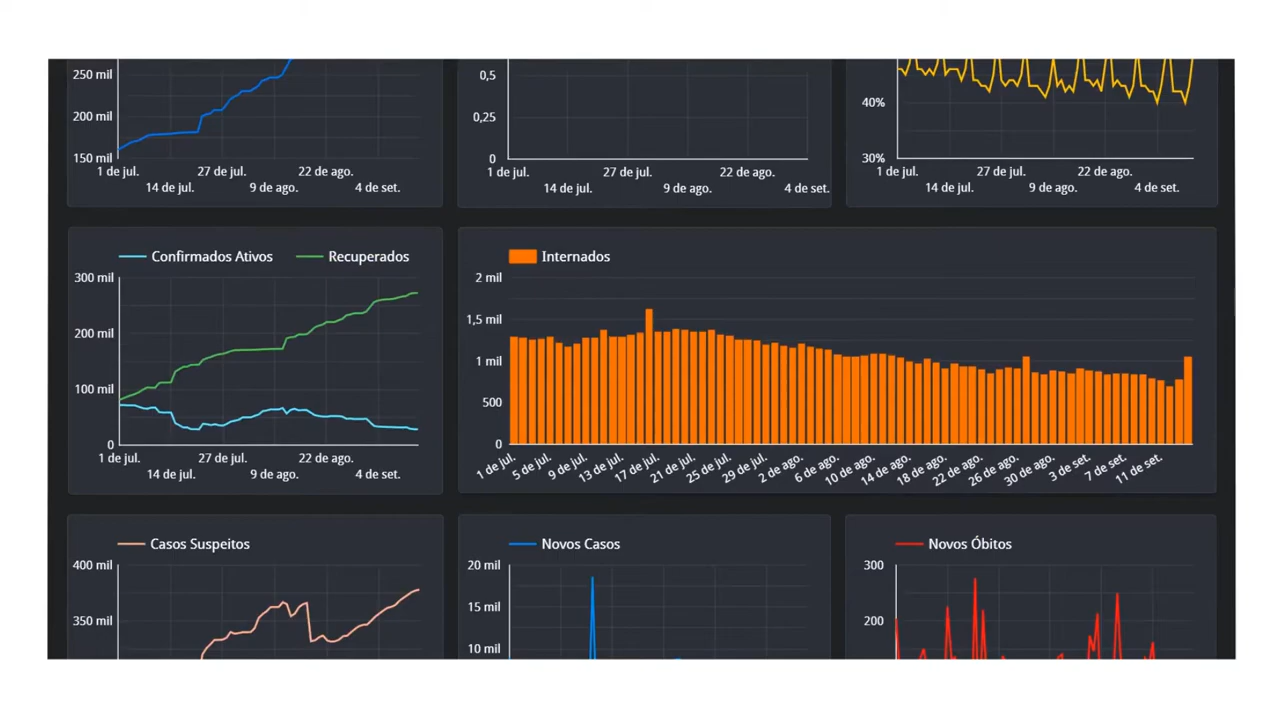 250 mil
200 mil
150 mil
1 de jul.
27 de jul.
22 de ago.
14 de jul.
9 de ago.
4 de set.
0,5
0,25
0
1 de jul.
27 de jul.
22 de ago.
14 de jul.
9 de ago.
4 de set.
40%
30%
1 de jul.
27 de jul.
22 de ago.
14 de jul.
9 de ago.
4 de set.
Confirmados Ativos
Recuperados
300 mil
200 mil
100 mil
0
1 de jul.
27 de jul.
22 de ago.
14 de jul.
9 de ago.
4 de set.
Internados
2 mil
1,5 mil
1 mil
500
0
1 de jul.
5 de jul.
9 de jul.
13 de jul.
17 de jul.
21 de jul.
25 de jul.
29 de jul.
2 de ago.
6 de ago.
10 de ago.
14 de ago.
18 de ago.
22 de ago.
26 de ago.
30 de ago.
3 de set.
7 de set.
11 de set.
Casos Suspeitos
400 mil
350 mil
Novos Casos
20 mil
15 mil
10 mil
Novos Óbitos
300
200